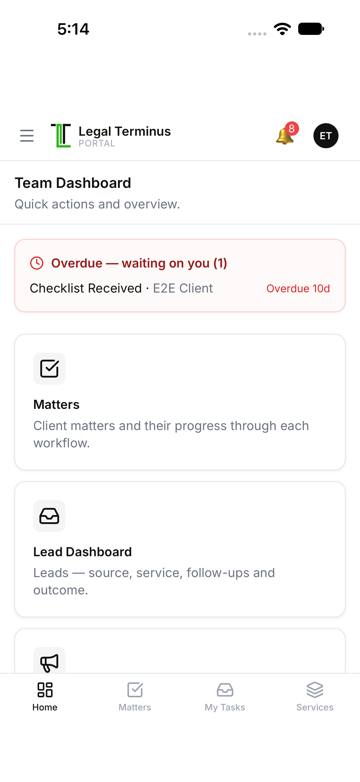 5:14
Legal Terminus
PORTAL
8
ET
Team Dashboard
Quick actions and overview.
Overdue — waiting on you (1)
Checklist Received · E2E Client
Overdue 10d
Matters
Client matters and their progress through each
workflow.
Lead Dashboard
Leads — source, service, follow-ups and
outcome.
Home
Matters
My Tasks
Services